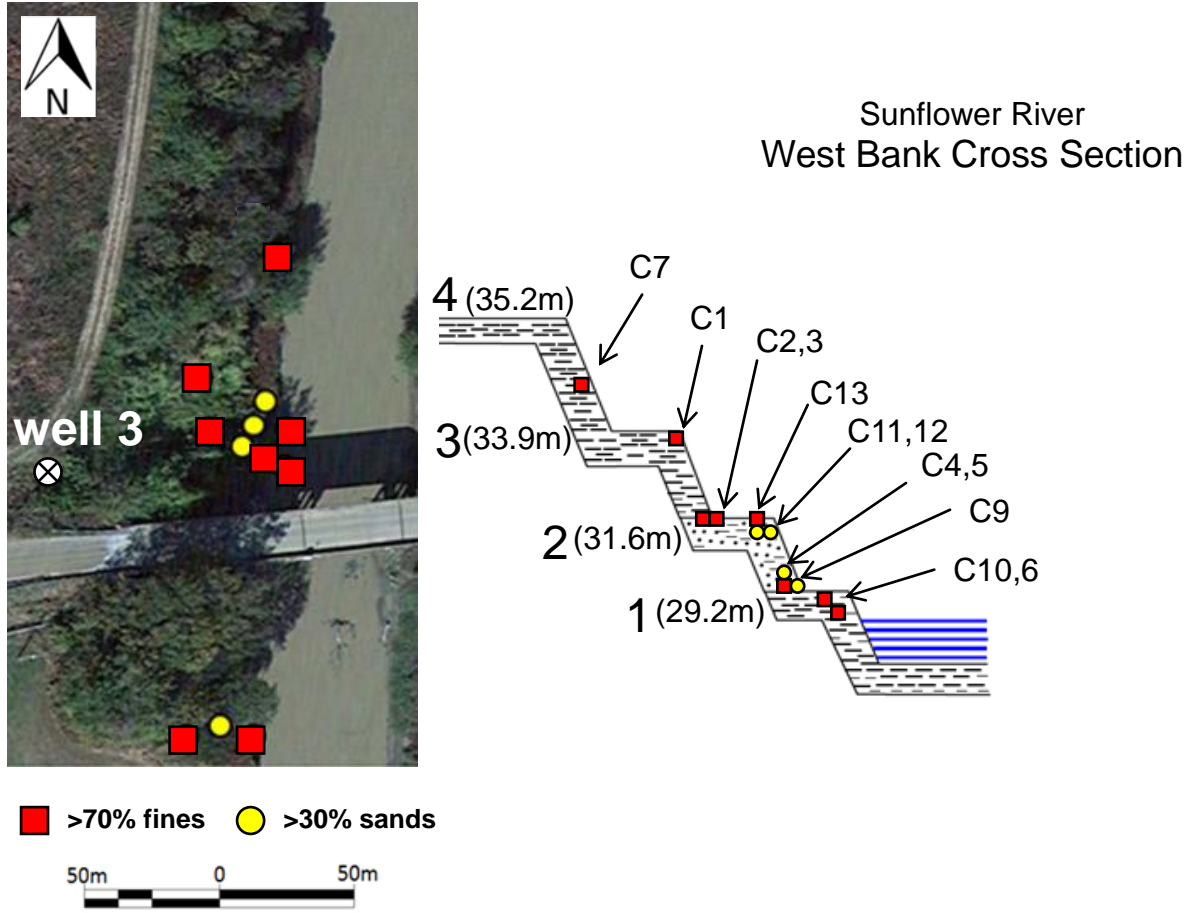 N
Sunflower River
West Bank Cross Section
C7
4 (35.2m)
C1
C2,3
C13
well 3
3 (33.9m)
C11,12
C4,5
C9
2 (31.6m)
C10,6
1 (29.2m)
>70% fines
>30% sands
50m 0 50m